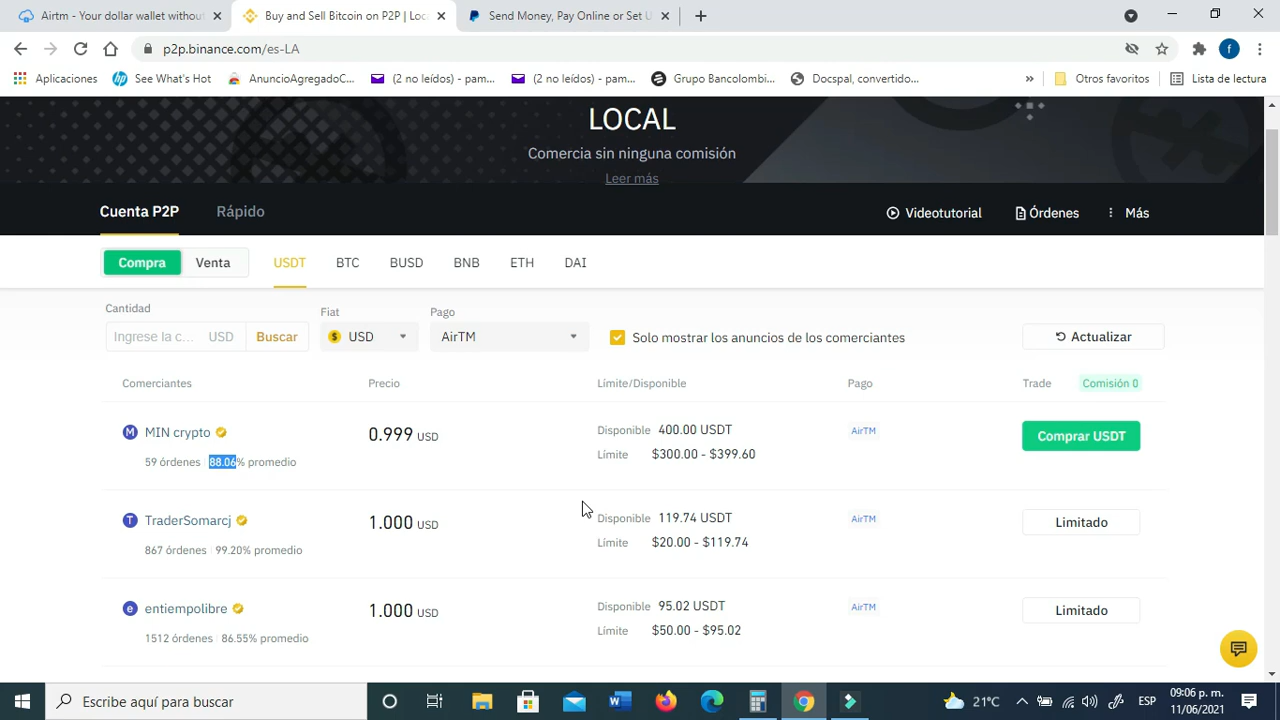 Airtm - Your dollar wallet without
Buy and Sell Bitcoin on P2P | Loc
Send Money, Pay Online or Set U
p2p.binance.com/es-LA
f
Aplicaciones
See What's Hot
AnuncioAgregadoC...
(2 no leídos) - pam...
(2 no leídos) - pam...
Grupo Bancolombi...
Docspal, convertido...
»
Otros favoritos
Lista de lectura
LOCAL
Comercia sin ninguna comisión
Leer más
Cuenta P2P
Rápido
Videotutorial
Órdenes
Más
Compra
Venta
USDT
BTC
BUSD
BNB
ETH
DAI
Cantidad
Fiat
Pago
Ingrese la c...
USD
Buscar
USD
AirTM
Solo mostrar los anuncios de los comerciantes
Actualizar
Comerciantes
Precio
Límite/Disponible
Pago
Trade
Comisión 0
M MIN crypto
0.999 USD
Disponible 400.00 USDT
AirTM
Comprar USDT
59 órdenes
88.06% promedio
Límite $300.00 - $399.60
T TraderSomarcj
1.000 USD
Disponible 119.74 USDT
AirTM
Limitado
867 órdenes
99.20% promedio
Límite $20.00 - $119.74
e entiempolibre
1.000 USD
Disponible 95.02 USDT
AirTM
Limitado
1512 órdenes
86.55% promedio
Límite $50.00 - $95.02
Escribe aquí para buscar
21°C
ESP
09:06 p. m.
11/06/2021